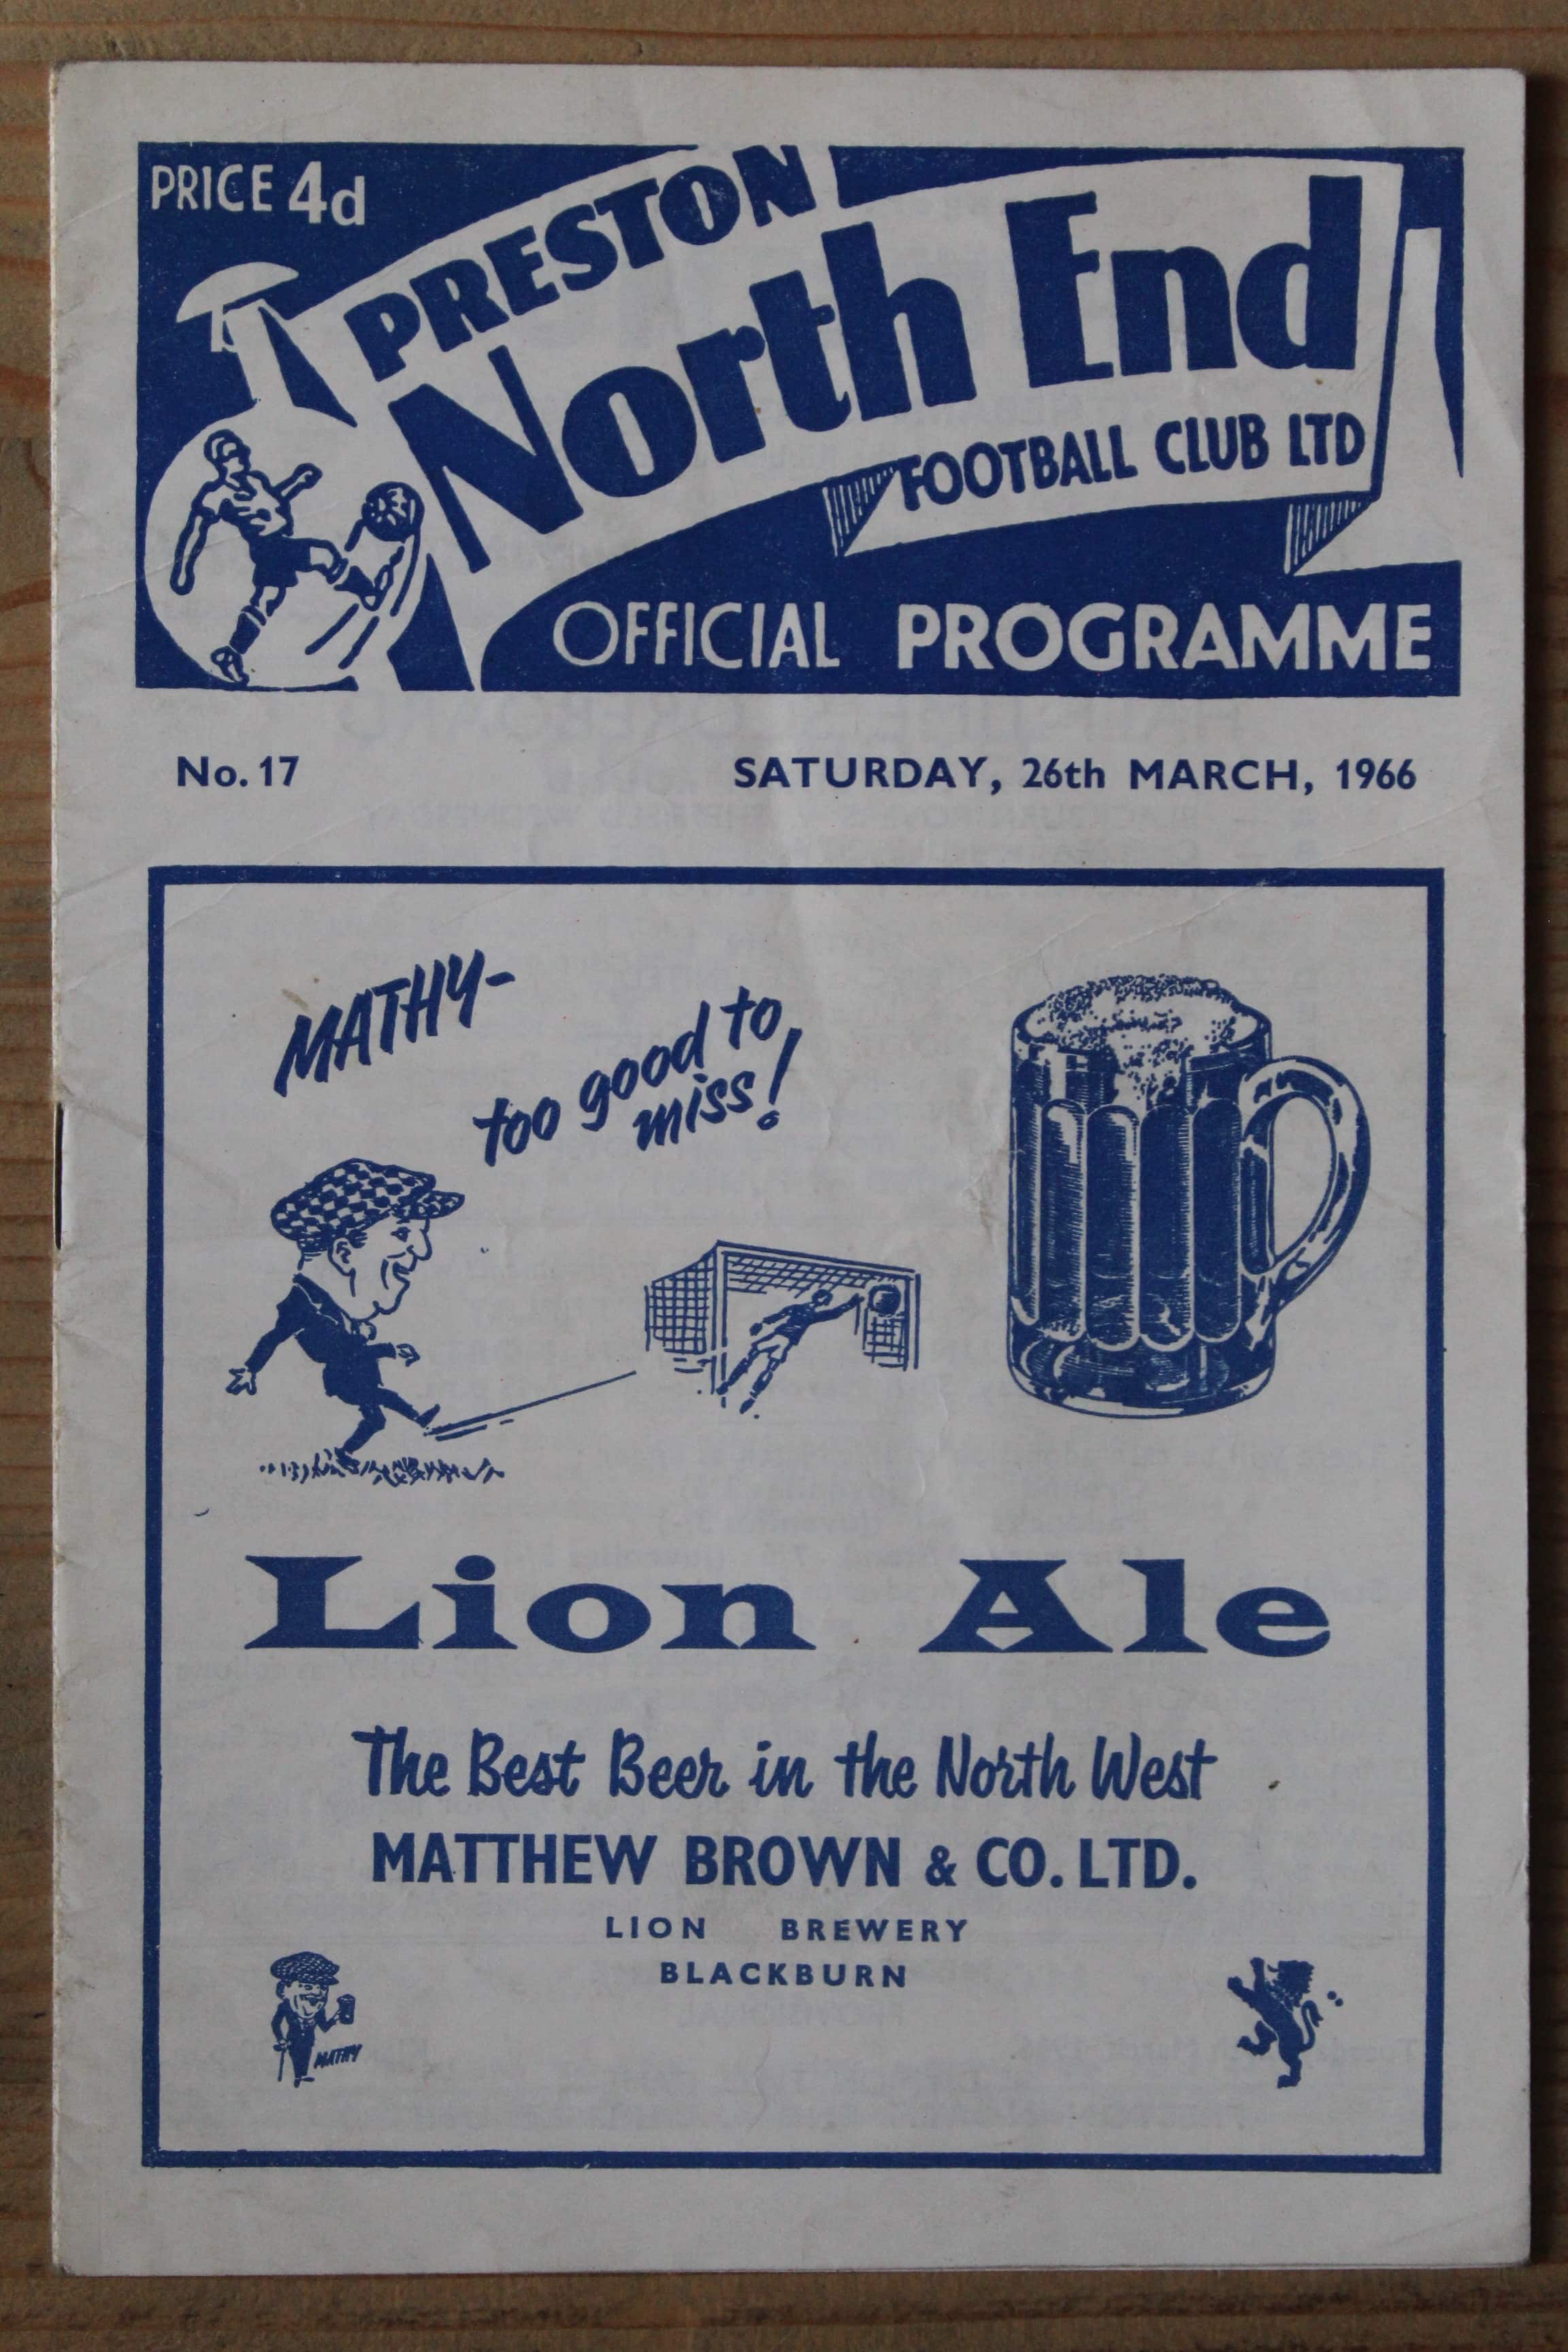 PRICE 4d
PRESTON
North End
FOOTBALL CLUB LTD
OFFICIAL PROGRAMME
No. 17
SATURDAY, 26th MARCH, 1966
MATHY-
too good to
miss!
Lion Ale
The Best Beer in the North West
MATTHEW BROWN & CO. LTD.
LION BREWERY
BLACKBURN
MATHY